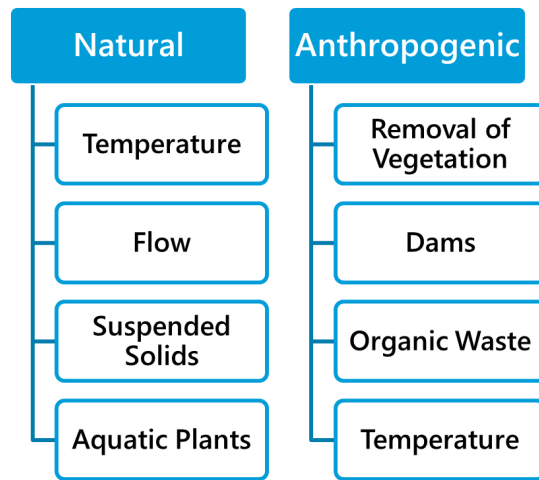 Natural
Temperature
Flow
Suspended
Solids
Aquatic Plants
Anthropogenic
Removal of
Vegetation
Dams
Organic Waste
Temperature